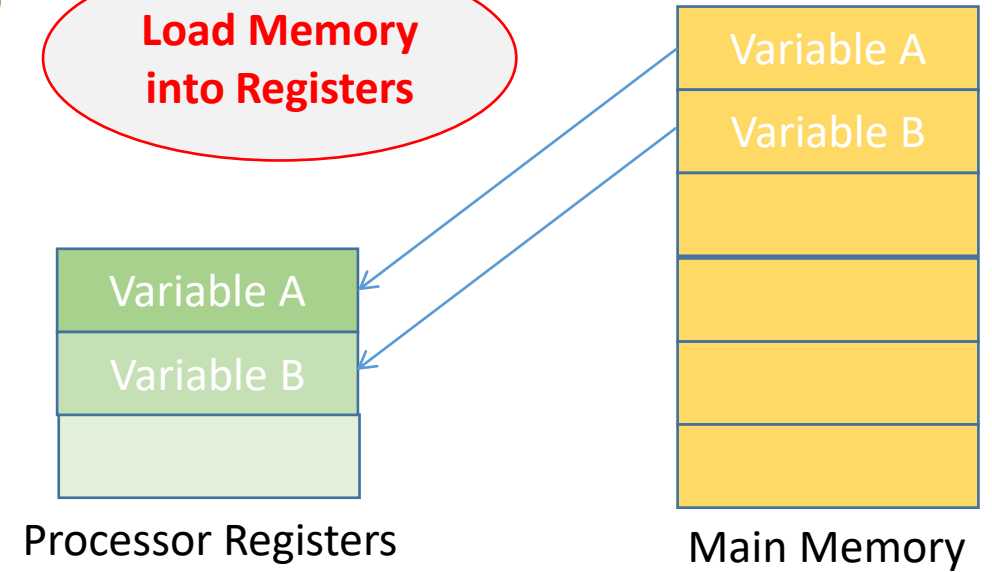 Load Memory
into Registers
Variable A
Variable B
Variable A
Variable B
Processor Registers
Main Memory